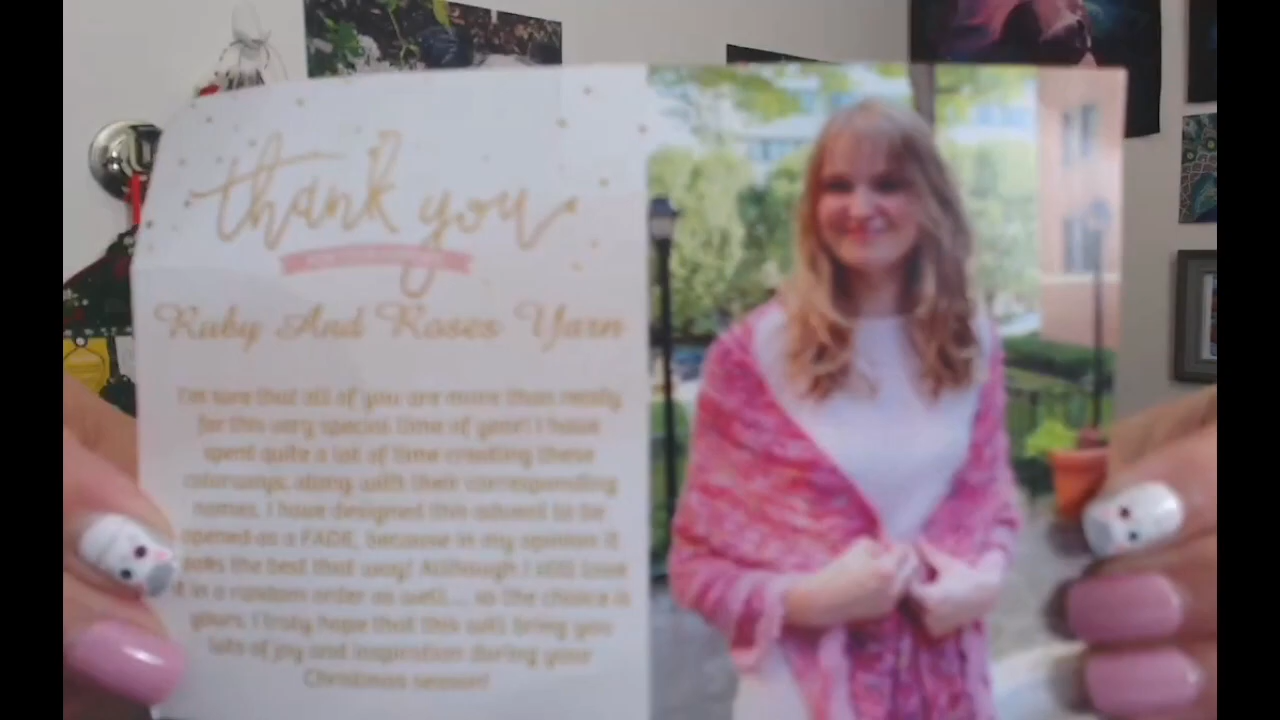 thank you
Ruby And Roses Yarn
I'm sure that all of you are more than ready
for this very special time of year! I have
spent quite a lot of time creating these
colorways, along with their corresponding
names. I have designed this advent to be
opened as a FADE, because in my opinion it
looks the best that way! Although I still love
it in a random order as well.... so the choice is
yours. I truly hope that this will bring you
lots of joy and inspiration during your
Christmas season!